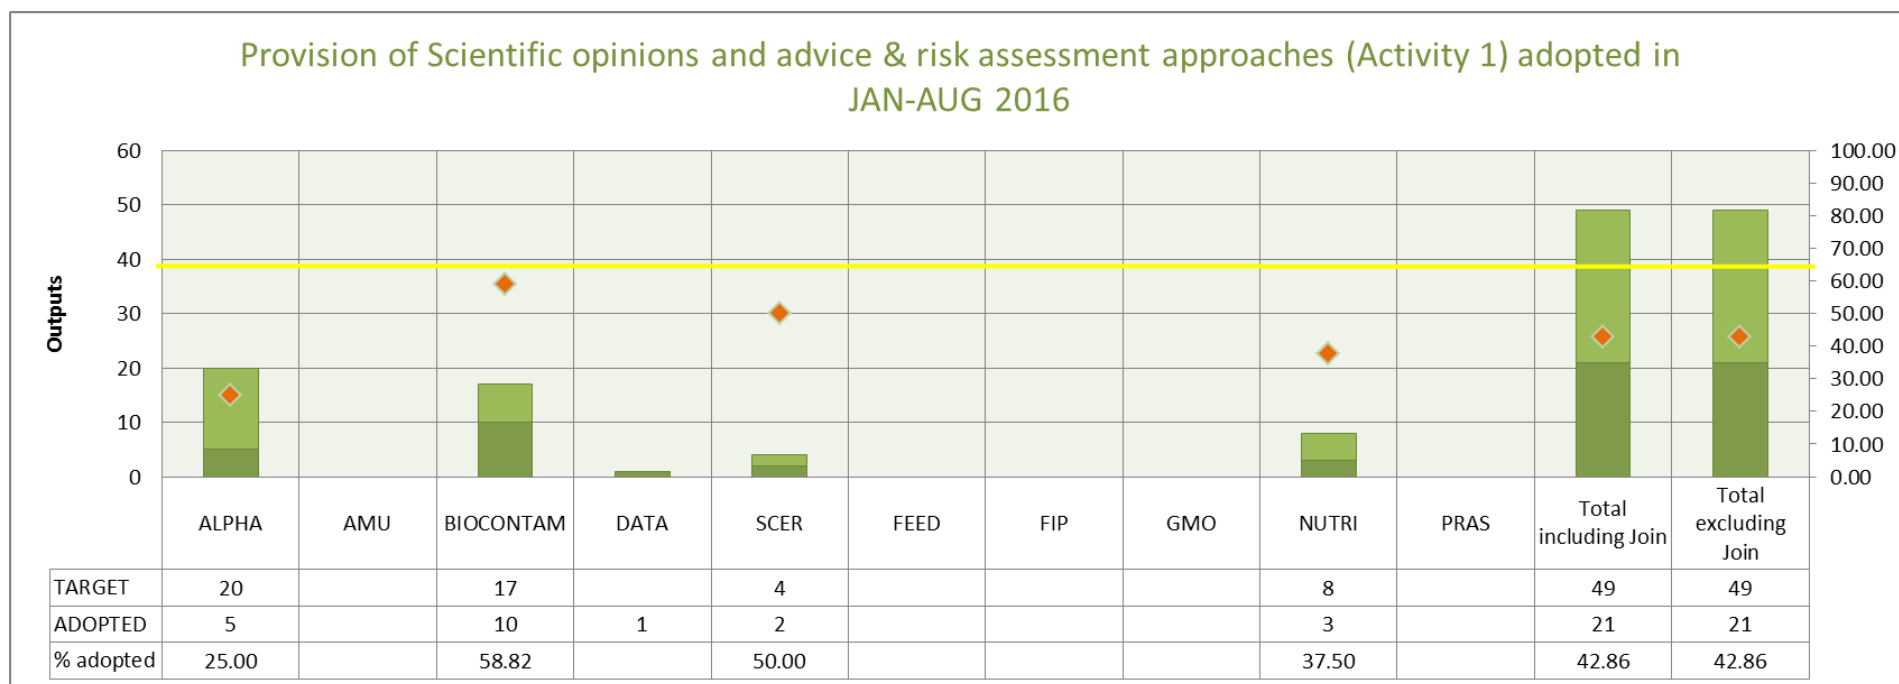 Provision of Scientific opinions and advice & risk assessment approaches (Activity 1) adopted in
JAN-AUG 2016
60
50
40
30
20
10
0
Outputs
100.00
90.00
80.00
70.00
60.00
50.00
40.00
30.00
20.00
10.00
0.00
ALPHA AMU BIOCONTAM DATA SCER FEED FIP GMO NUTRI PRAS
Total
including Join
Total
excluding
Join
TARGET 20 17 4 8 49 49
ADOPTED 5 10 1 2 3 21 21
% adopted 25.00 58.82 50.00 37.50 42.86 42.86